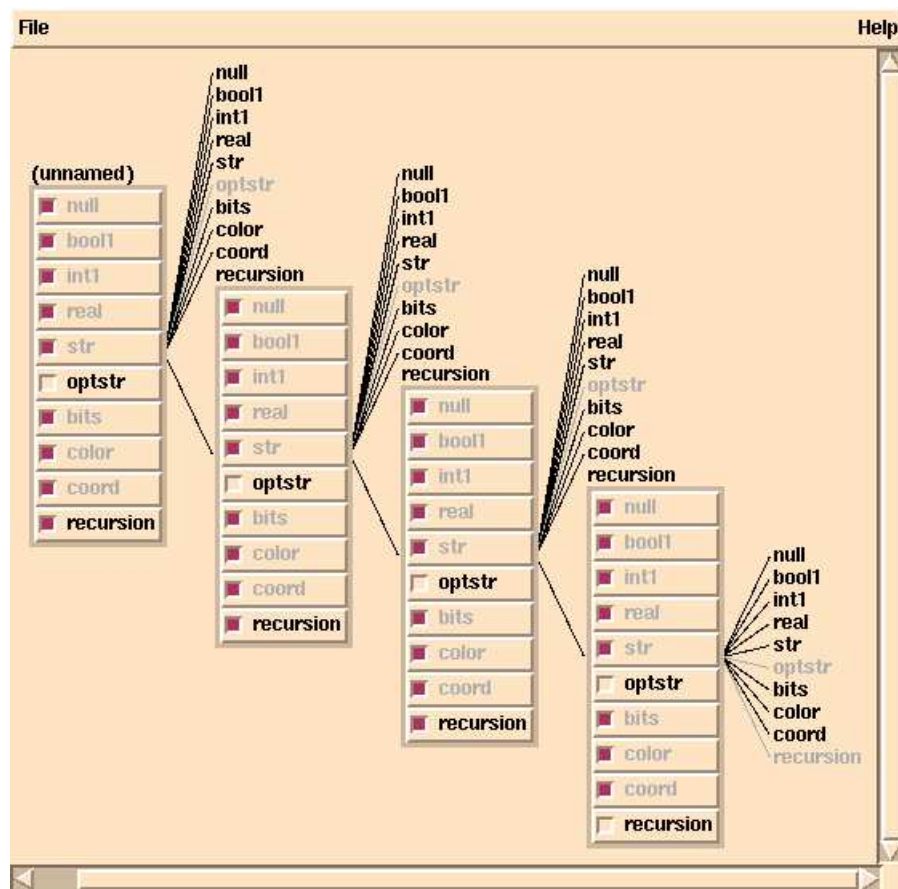 File
Help
null
bool1
int1
real
str
optstr
bits
color
coord
recursion
(unnamed)
null
bool1
int1
real
str
optstr
bits
color
coord
recursion
null
bool1
int1
real
str
optstr
bits
color
coord
recursion
null
bool1
int1
real
str
optstr
bits
color
coord
recursion
null
bool1
int1
real
str
optstr
bits
color
coord
recursion
null
bool1
int1
real
str
optstr
bits
color
coord
recursion
null
bool1
int1
real
str
optstr
bits
color
coord
recursion
null
bool1
int1
real
str
optstr
bits
color
coord
recursion